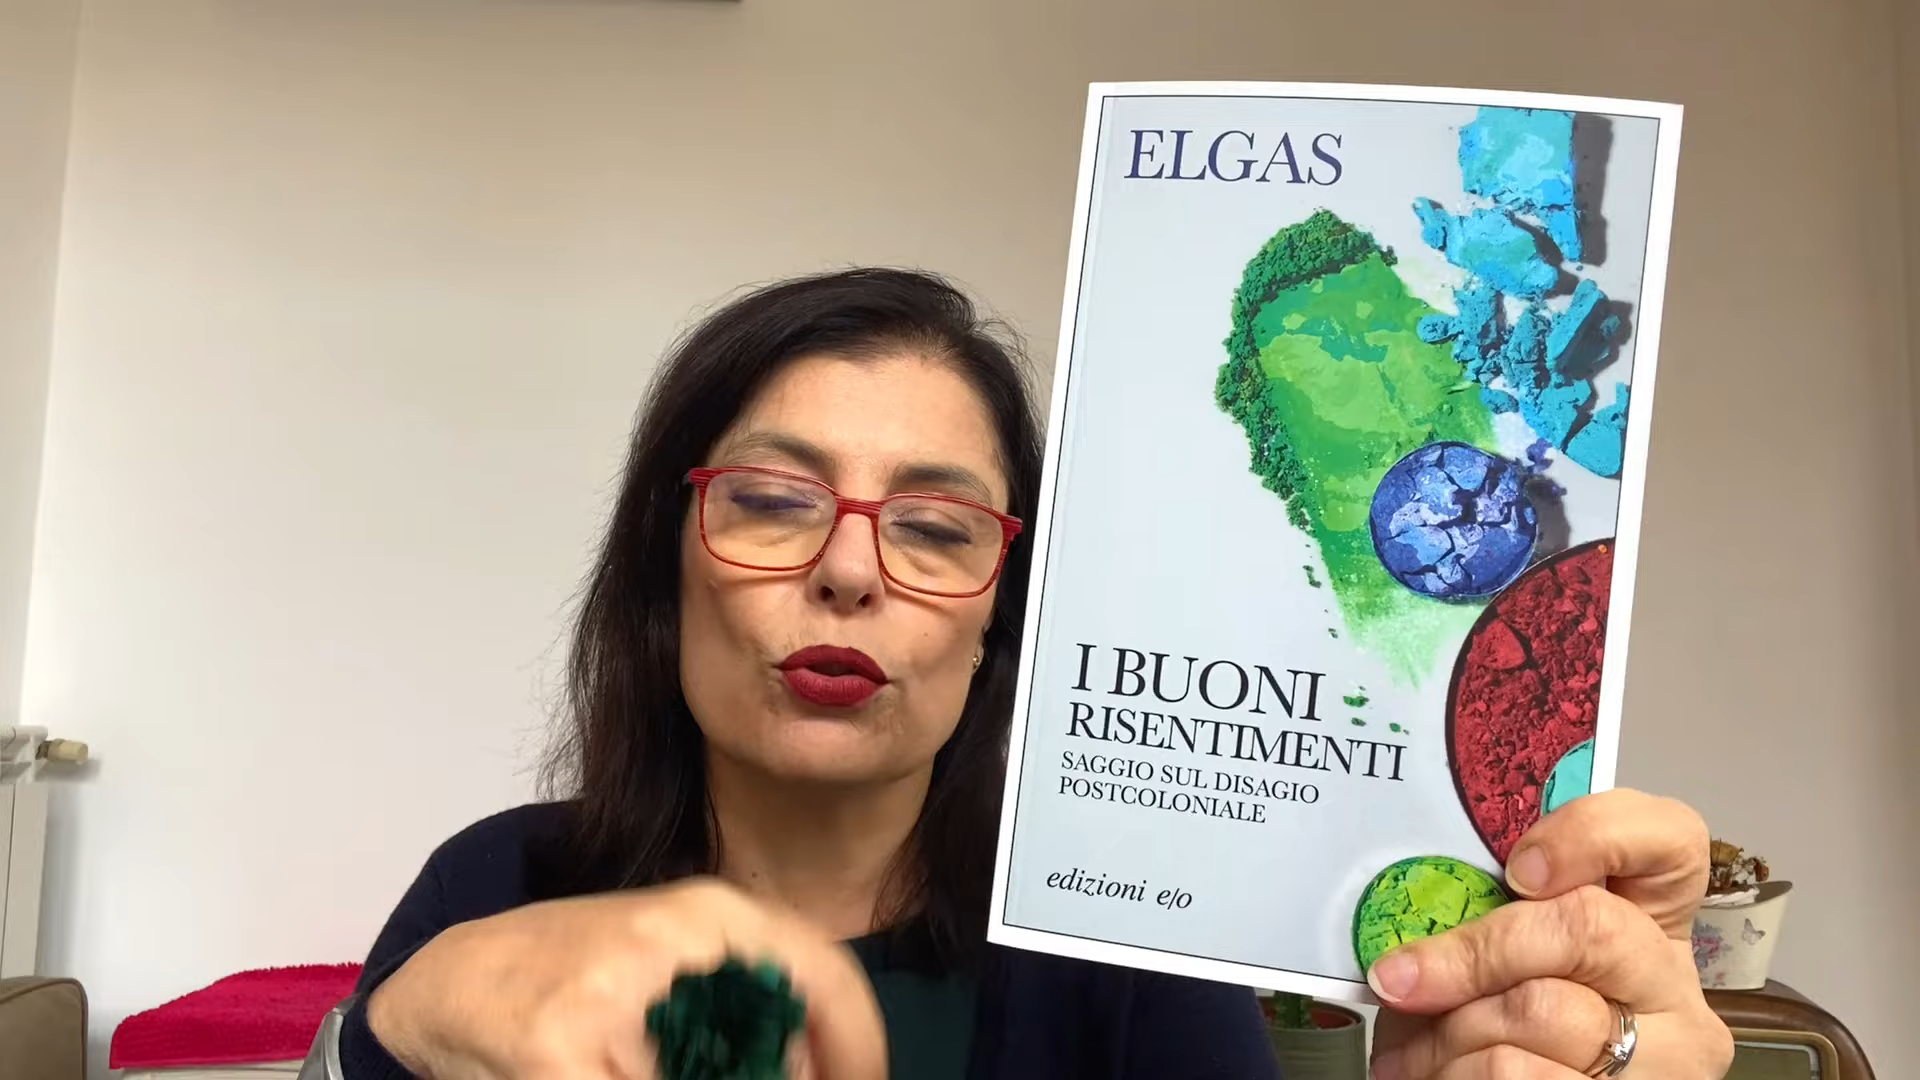 ELGAS
I BUONI
RISENTIMENTI
SAGGIO SUL DISAGIO
POSTCOLONIALE
edizioni e/o